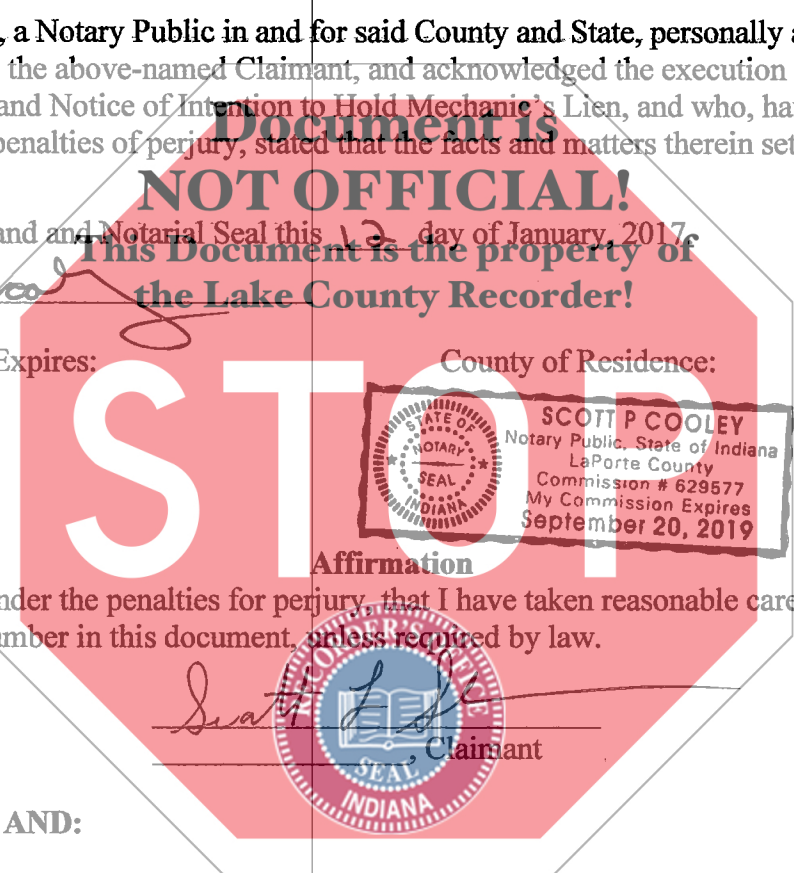 , a Notary Public in and for said County and State, personally a
the above-named Claimant, and acknowledged the execution
and Notice of Intention to Hold Mechanic's Lien, and who, ha
penalties of perjury, stated that the facts and matters therein set
Document is
NOT OFFICIAL!
and and Notarial Seal this 12 day of January, 2017.
This Document is the property of
the Lake County Recorder!
Expires:
County of Residence:
STOP
STATE OF
NOTARY
SEAL
INDIANA
SCOTT P COOLEY
Notary Public, State of Indiana
LaPorte County
Commission # 629577
My Commission Expires
September 20, 2019
Affirmation
nder the penalties for perjury, that I have taken reasonable care
mber in this document, unless required by law.
RECORDER'S OFFICE
SEAL
INDIANA
, Claimant
AND: